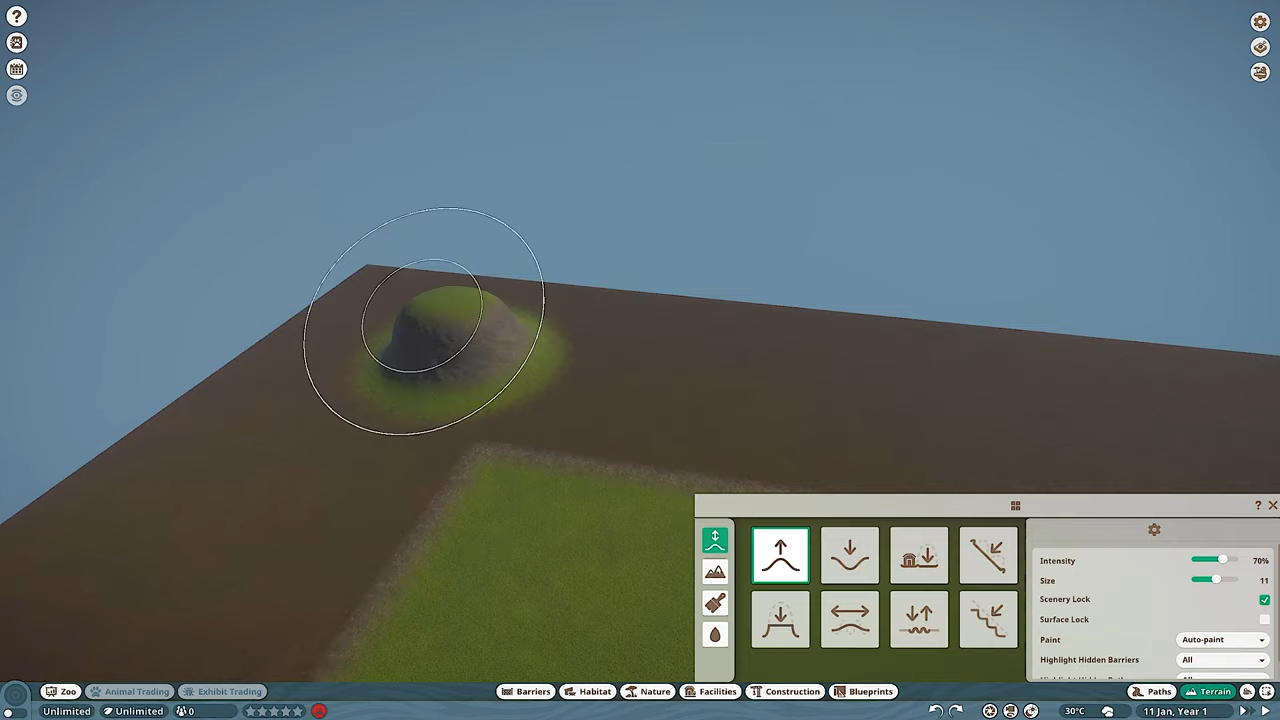 ?
?
Intensity 70%
Size 11
Scenery Lock
Surface Lock
Paint Auto-paint
Highlight Hidden Barriers All
Zoo Animal Trading Exhibit Trading Barriers Habitat Nature Facilities Construction Blueprints Paths Terrain
Unlimited Unlimited 0 30°C 11 Jan, Year 1